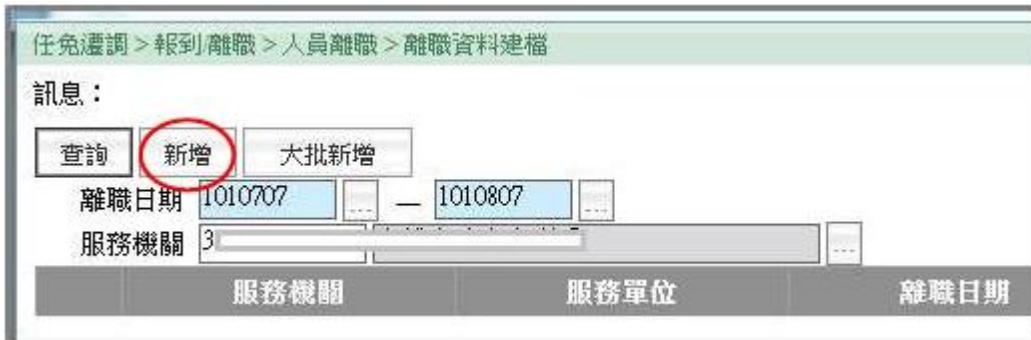 任免遷調>報到/離職>人員離職>離職資料建檔
訊息：
查詢 新增 大批新增
離職日期 1010707 ... — 1010807 ...
服務機關 3 ...
服務機關 服務單位 離職日期